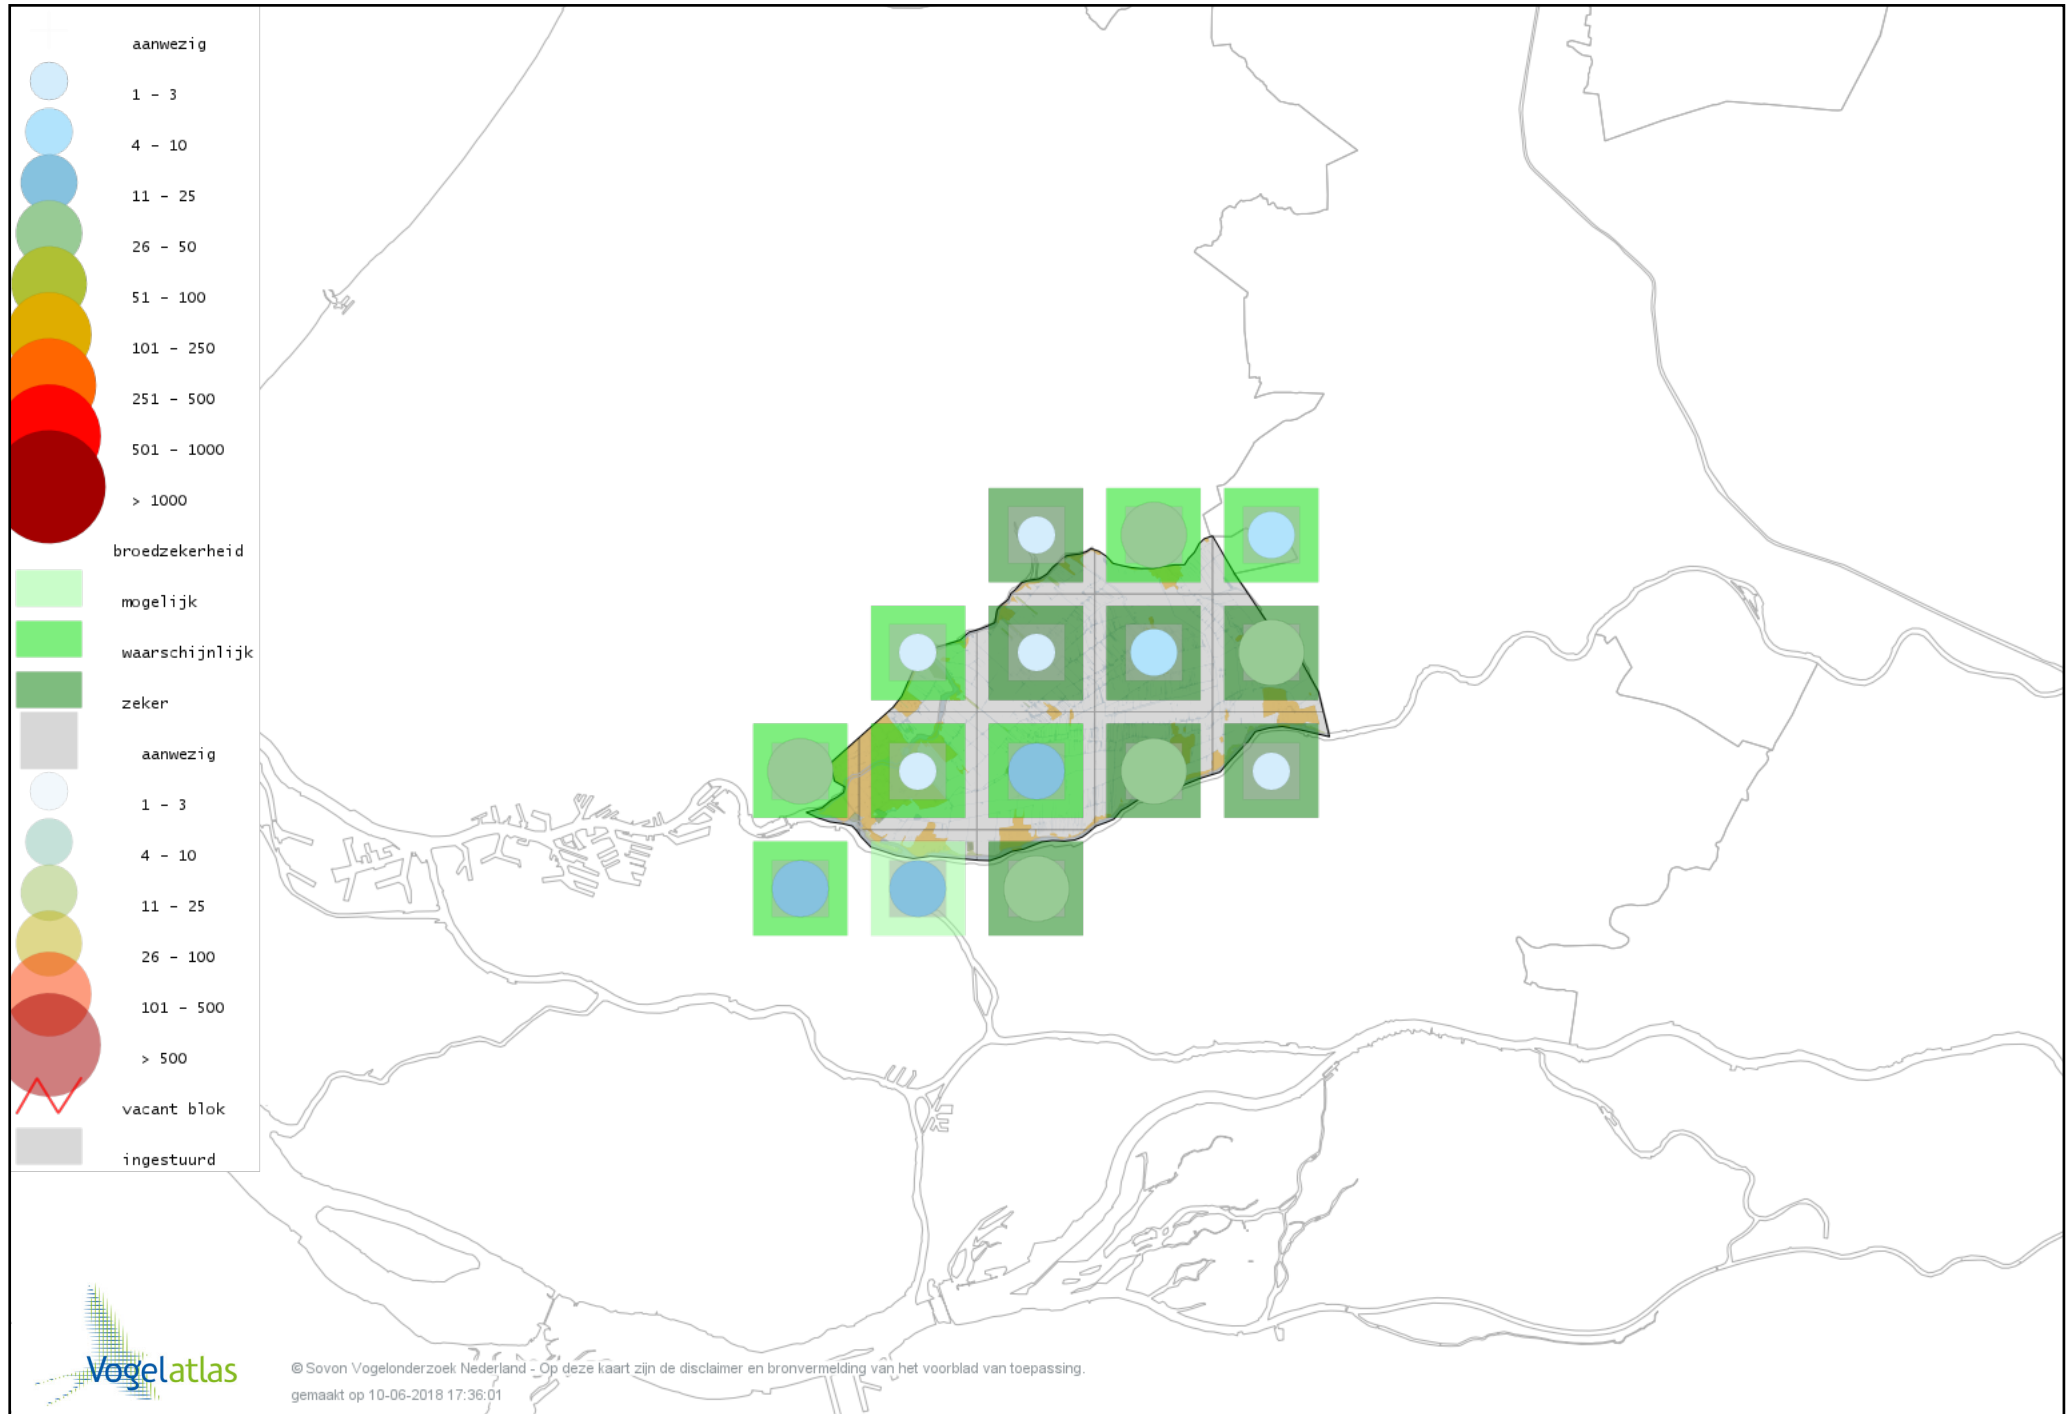 aanwezig
1 – 3
4 – 10
11 – 25
26 – 50
51 – 100
101 – 250
251 – 500
501 – 1000
> 1000
broedzekerheid
mogelijk
waarschijnlijk
zeker
aanwezig
1 – 3
4 – 10
11 – 25
26 – 100
101 – 500
> 500
vacant blok
ingestuurd
Vogelatlas
© Sovon Vogelonderzoek Nederland - Op deze kaart zijn de disclaimer en bronvermelding van het voorblad van toepassing.
gemaakt op 10-06-2018 17:36:01